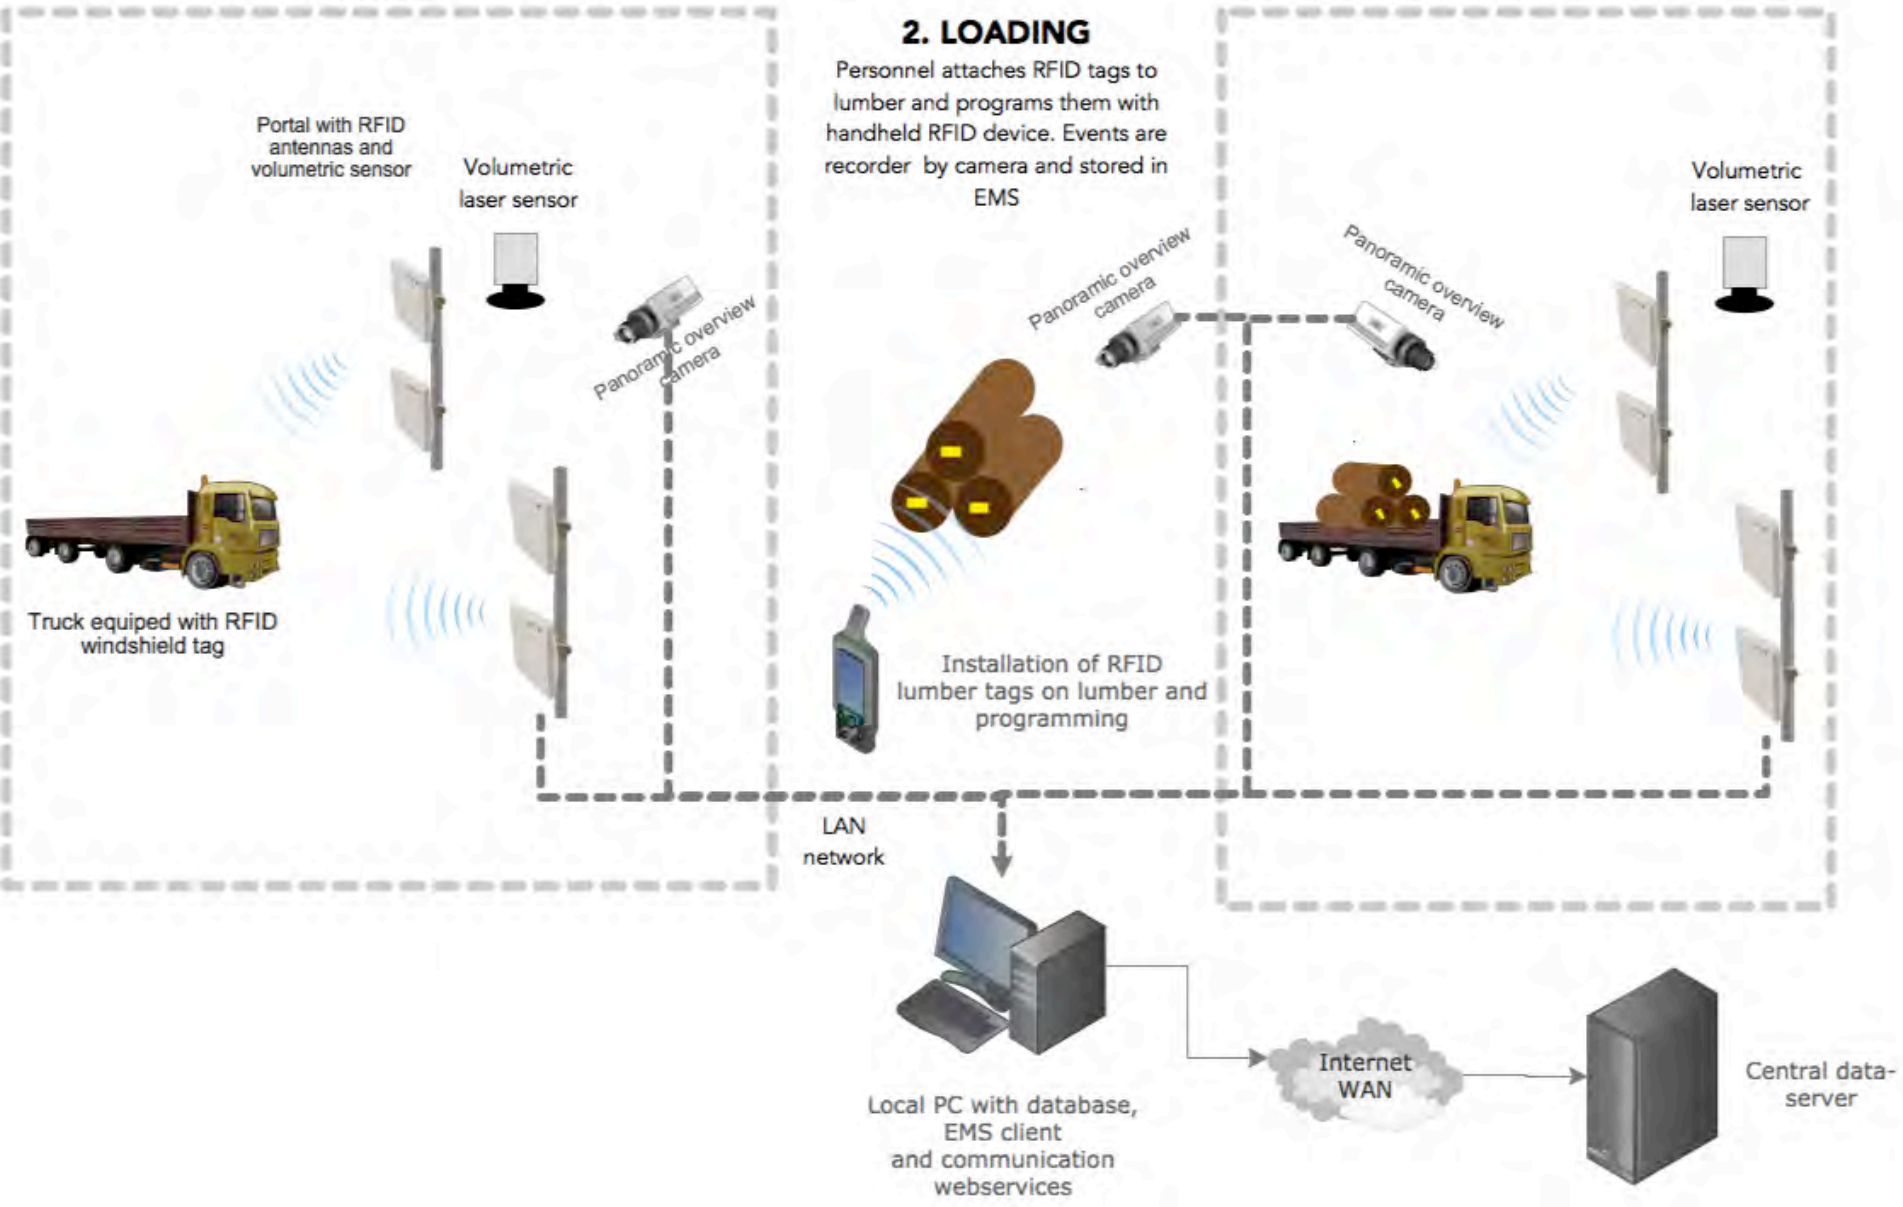 2. LOADING
Personnel attaches RFID tags to
lumber and programs them with
handheld RFID device. Events are
recorder by camera and stored in
EMS
Portal with RFID
antennas and
volumetric sensor
Volumetric
laser sensor
Panoramic overview
camera
Truck equiped with RFID
windshield tag
Panoramic overview
camera
Installation of RFID
lumber tags on lumber and
programming
Panoramic overview
camera
Volumetric
laser sensor
LAN
network
Local PC with database,
EMS client
and communication
webservices
Internet
WAN
Central data-
server